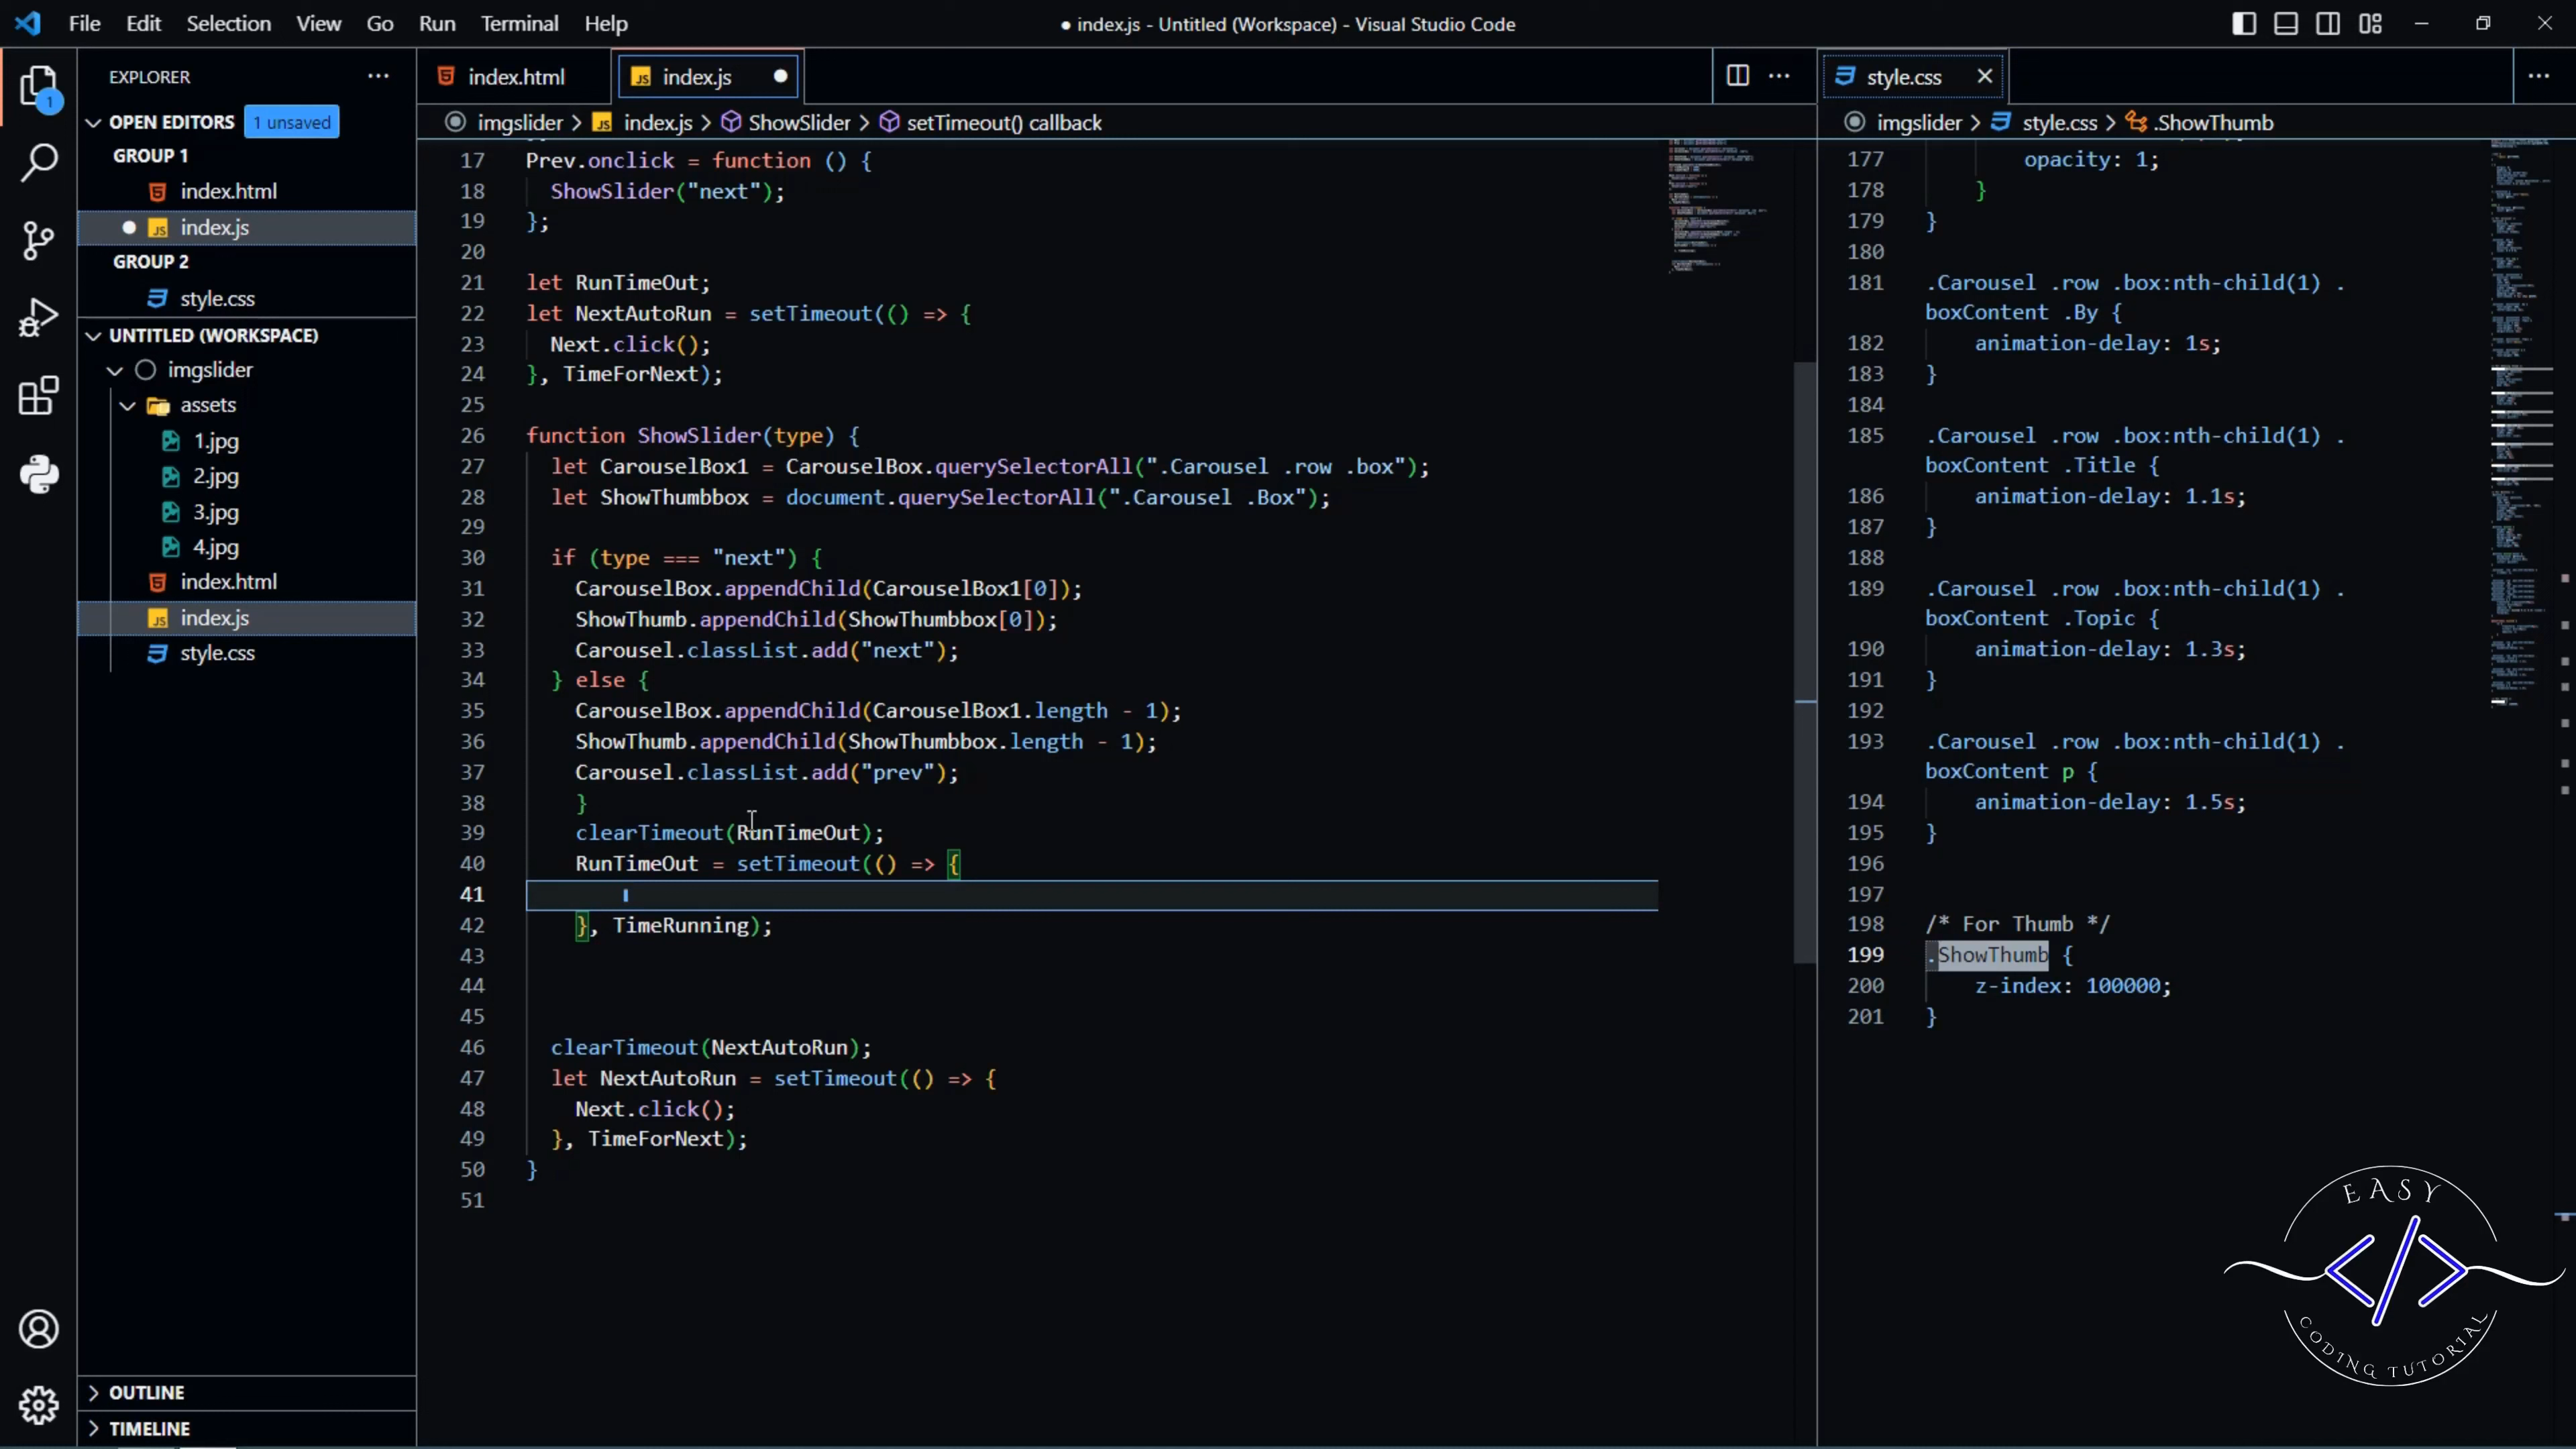 File Edit Selection View Go Run Terminal Help
● index.js - Untitled (Workspace) - Visual Studio Code
EXPLORER
1
OPEN EDITORS 1 unsaved
GROUP 1
index.html
index.js
GROUP 2
style.css
UNTITLED (WORKSPACE)
imgslider
assets
1.jpg
2.jpg
3.jpg
4.jpg
index.html
index.js
style.css
OUTLINE
TIMELINE
index.html
index.js
imgslider > index.js > ShowSlider > setTimeout() callback
17 Prev.onclick = function () {
18 ShowSlider("next");
19 };
20
21 let RunTimeOut;
22 let NextAutoRun = setTimeout(() => {
23 Next.click();
24 }, TimeForNext);
25
26 function ShowSlider(type) {
27 let CarouselBox1 = CarouselBox.querySelectorAll(".Carousel .row .box");
28 let ShowThumbbox = document.querySelectorAll(".Carousel .Box");
29
30 if (type === "next") {
31 CarouselBox.appendChild(CarouselBox1[0]);
32 ShowThumb.appendChild(ShowThumbbox[0]);
33 Carousel.classList.add("next");
34 } else {
35 CarouselBox.appendChild(CarouselBox1.length - 1);
36 ShowThumb.appendChild(ShowThumbbox.length - 1);
37 Carousel.classList.add("prev");
38 }
39 clearTimeout(RunTimeOut);
40 RunTimeOut = setTimeout(() => {
41
42 }, TimeRunning);
43
44
45
46 clearTimeout(NextAutoRun);
47 let NextAutoRun = setTimeout(() => {
48 Next.click();
49 }, TimeForNext);
50 }
51
style.css
imgslider > style.css > .ShowThumb
177 opacity: 1;
178 }
179 }
180
181 .Carousel .row .box:nth-child(1) .
boxContent .By {
182 animation-delay: 1s;
183 }
184
185 .Carousel .row .box:nth-child(1) .
boxContent .Title {
186 animation-delay: 1.1s;
187 }
188
189 .Carousel .row .box:nth-child(1) .
boxContent .Topic {
190 animation-delay: 1.3s;
191 }
192
193 .Carousel .row .box:nth-child(1) .
boxContent p {
194 animation-delay: 1.5s;
195 }
196
197
198 /* For Thumb */
199 .ShowThumb {
200 z-index: 100000;
201 }
EASY
</>
CODING TUTORIAL